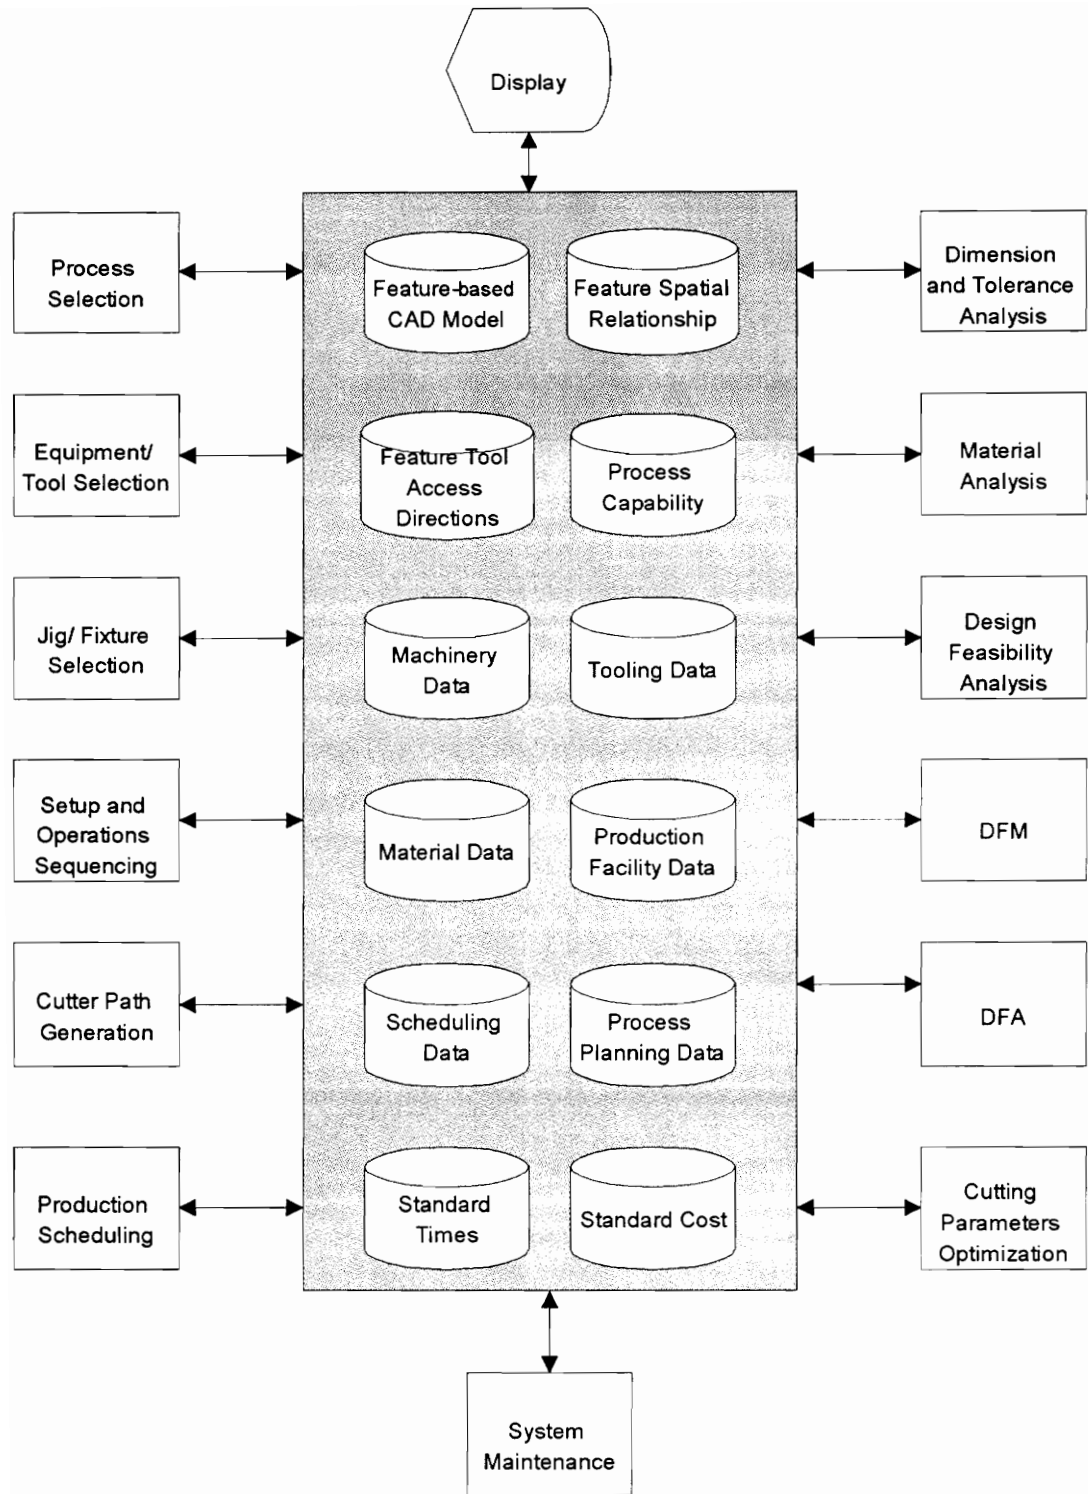 Display
Process
Selection
Feature-based
CAD Model
Feature Spatial
Relationship
Dimension
and Tolerance
Analysis
Equipment/
Tool Selection
Feature Tool
Access
Directions
Process
Capability
Material
Analysis
Jig/ Fixture
Selection
Machinery
Data
Tooling Data
Design
Feasibility
Analysis
Setup and
Operations
Sequencing
Material Data
Production
Facility Data
DFM
Cutter Path
Generation
Scheduling
Data
Process
Planning Data
DFA
Production
Scheduling
Standard
Times
Standard Cost
Cutting
Parameters
Optimization
System
Maintenance